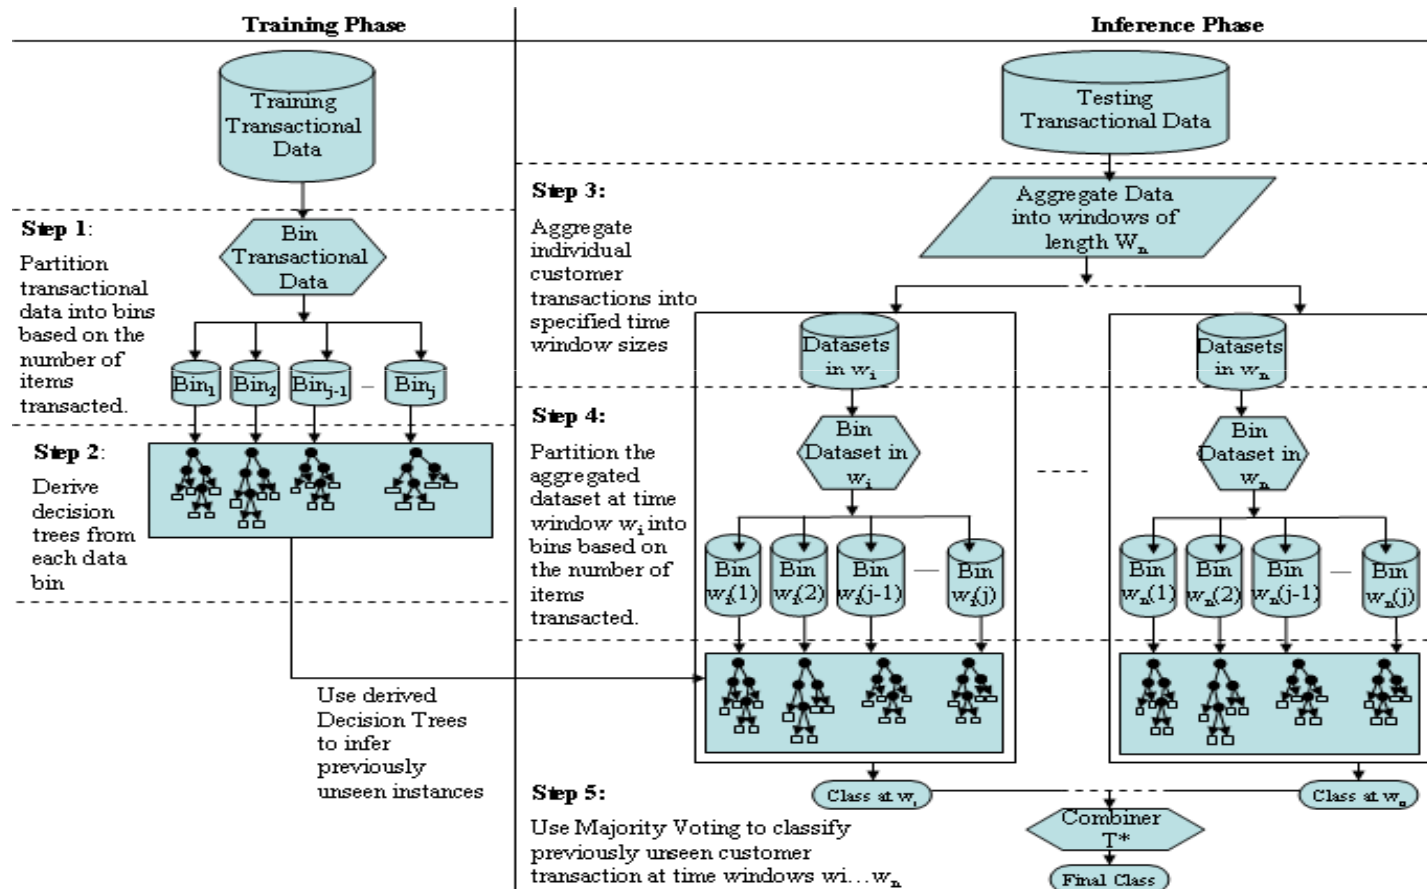 Training Phase
Training
Transactional
Data
Step 1:
Partition
transactional
data into bins
based on the
number of
items
transacted.
Bin
Transactional
Data
Bin1
Bin2
Binj-1
Binj
Step 2:
Derive
decision
trees from
each data
bin
Use derived
Decision Trees
to infer
previously
unseen instances
Inference Phase
Testing
Transactional Data
Step 3:
Aggregate
individual
customer
transactions into
specified time
window sizes
Aggregate Data
into windows of
length Wn
Datasets
in wi
Datasets
in wn
Step 4:
Partition the
aggregated
dataset at time
window wi into
bins based on
the number of
items
transacted.
Bin
Dataset in
wi
Bin
Dataset in
wn
Bin
wi(1)
Bin
wi(2)
Bin
wi(j-1)
Bin
wi(j)
Bin
wn(1)
Bin
wn(2)
Bin
wn(j-1)
Bin
wn(j)
Class at wi
Class at wn
Step 5:
Use Majority Voting to classify
previously unseen customer
transaction at time windows wi...wn
Combiner
T*
Final Class